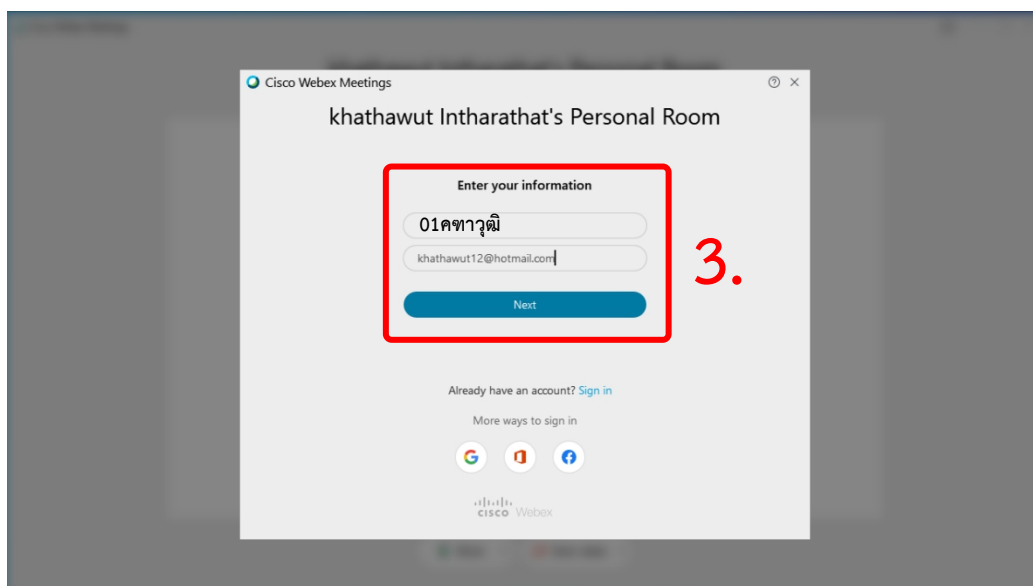 Cisco Webex Meetings
khathawut Intharathat's Personal Room
Enter your information
01คฑาวุฒิ
khathawut12@hotmail.com
Next
3.
Already have an account? Sign in
More ways to sign in
cisco Webex